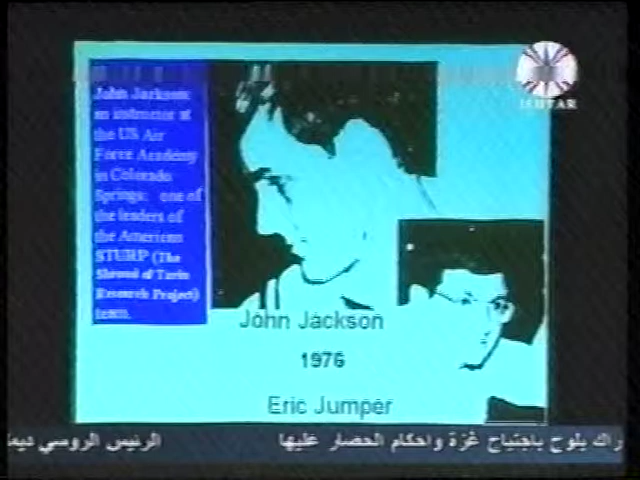 ISHTAR
John Jackson:
an instructor at
the US Air
Force Academy
in Colorado
Springs: one of
the leaders of
the American
STURP (The
Shroud of Turin
Research Project)
team.
John Jackson
1976
Eric Jumper
راك يلوح باجتياح غزة واحكام الحصار عليها
الرئيس الروسي ديمـ